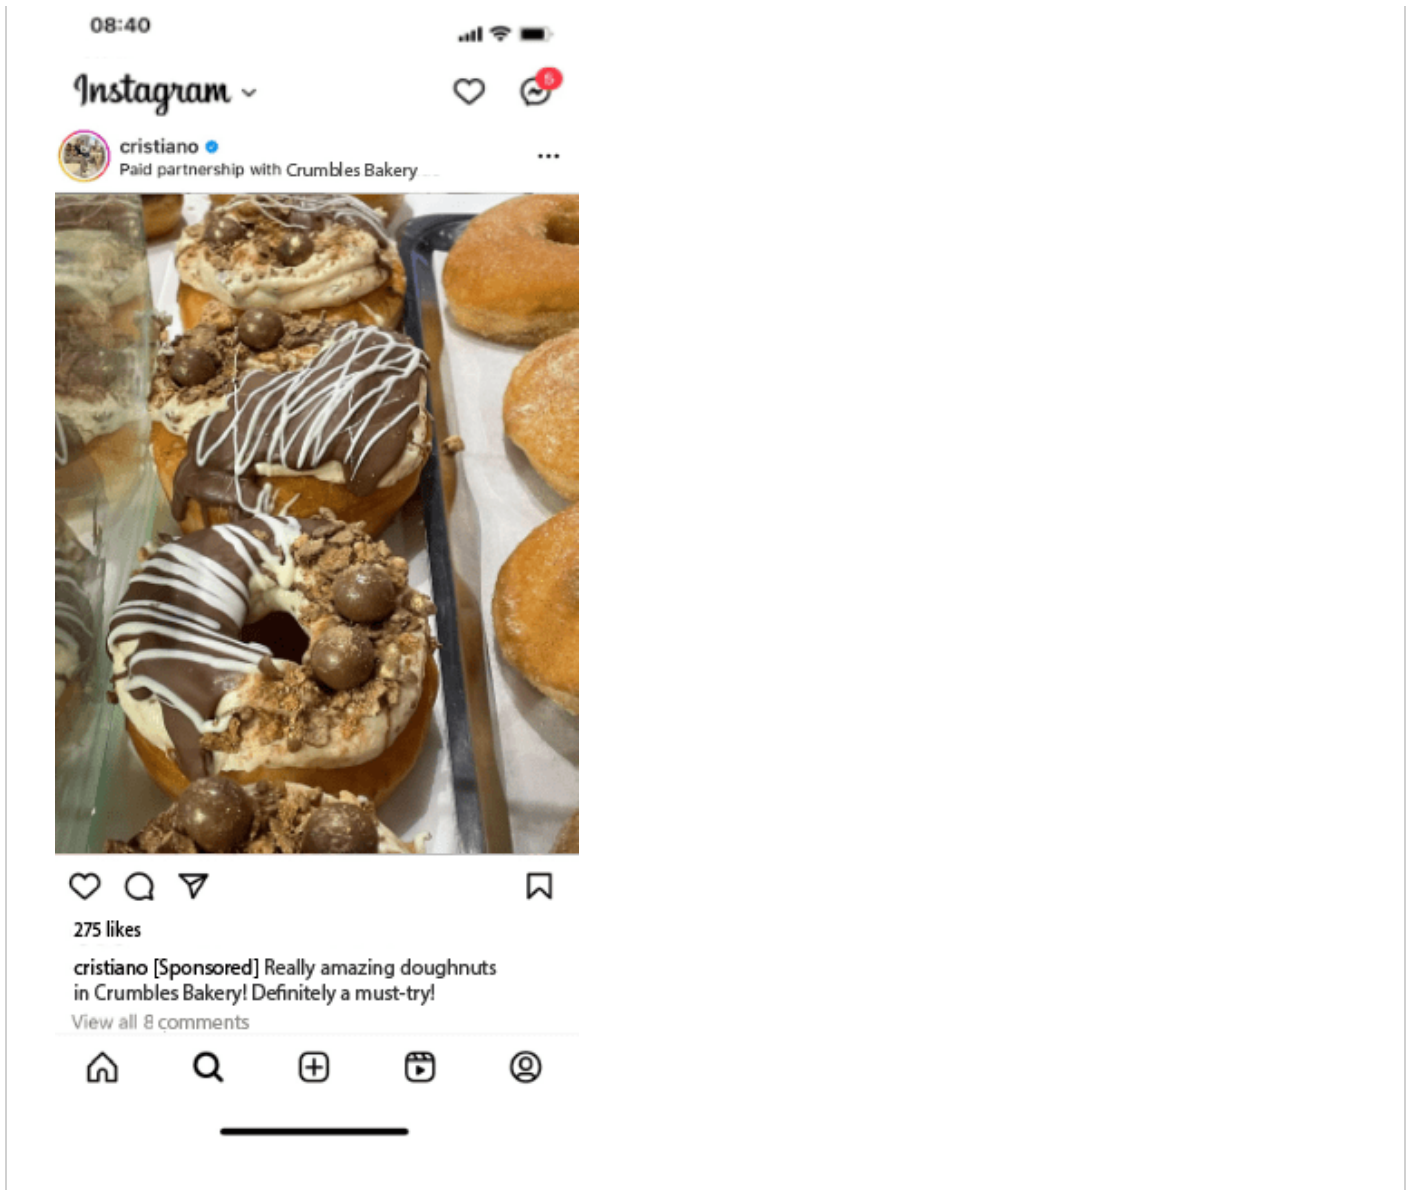 08:40
Instagram
5
cristiano
Paid partnership with Crumbles Bakery
275 likes
cristiano [Sponsored] Really amazing doughnuts
in Crumbles Bakery! Definitely a must-try!
View all 8 comments